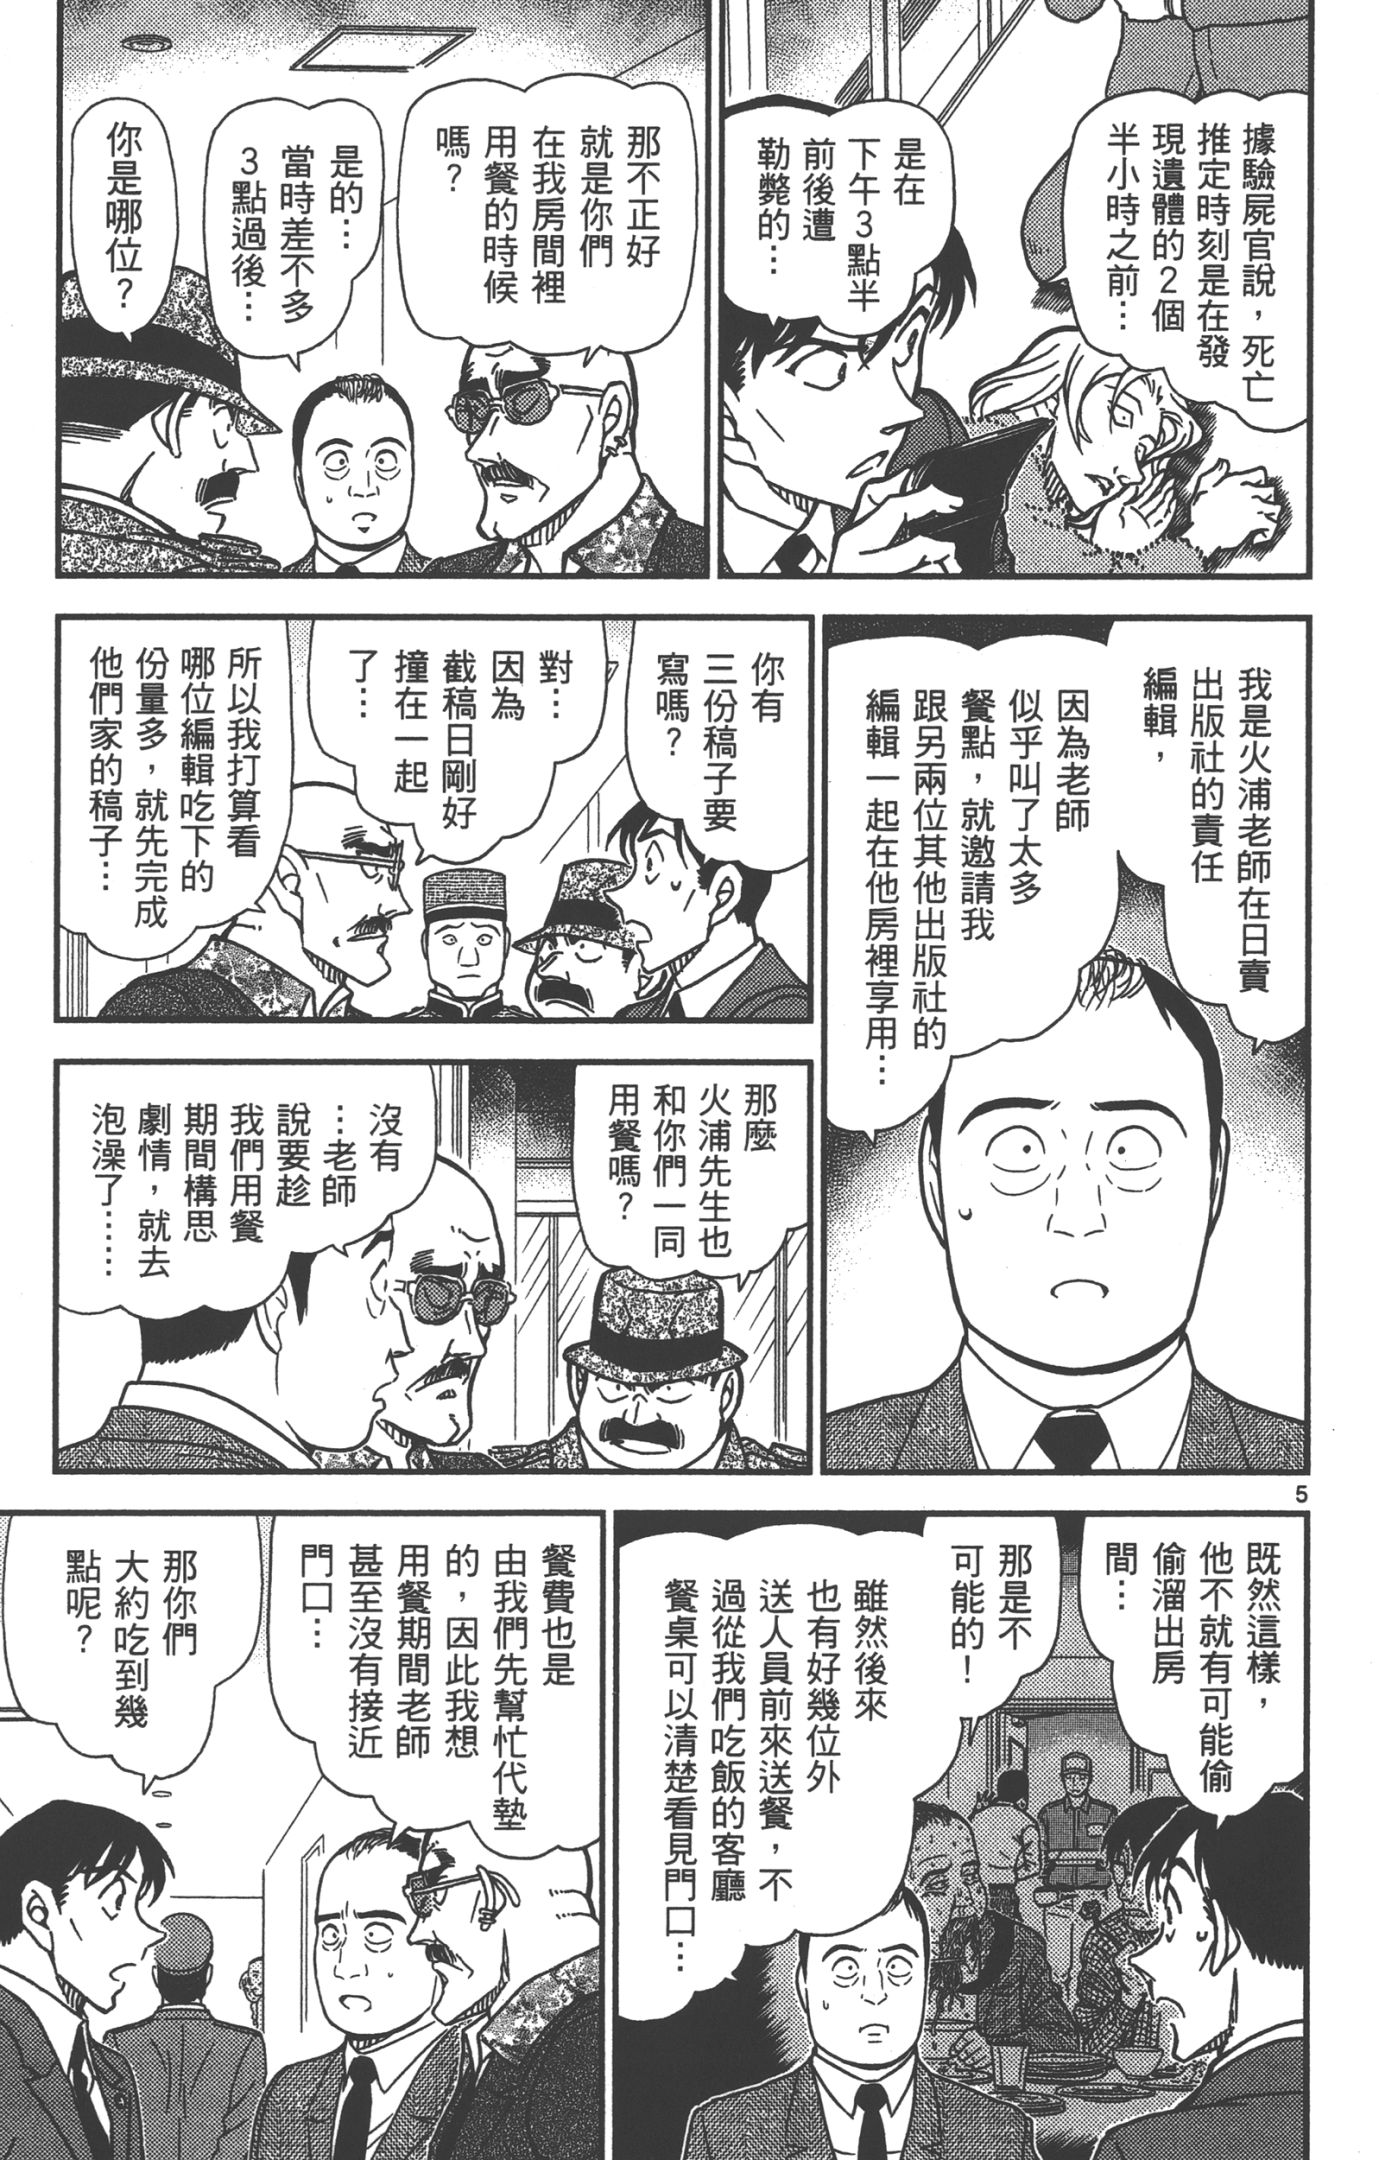 據驗屍官說，死亡
推定時刻是在發
現遺體的2個
半小時之前…
是在
下午3點半
前後遭
勒斃的…
那不正好
就是你們
在我房間裡
用餐的時候
嗎？
是的…
當時差不多
3點過後…
你是哪位？
我是火浦老師在日賣
出版社的責任
編輯，
因為老師
似乎叫了太多
餐點，就邀請我
跟另兩位其他出版社的
編輯一起在他房裡享用…
你有
三份稿子要
寫嗎？
對…
因為
截稿日剛好
撞在一起
了…
所以我打算看
哪位編輯吃下的
份量多，就先完成
他們家的稿子…
那麼
火浦先生也
和你們一同
用餐嗎？
沒有
…老師
說要趁
我們用餐
期間構思
劇情，就去
泡澡了……
5
既然這樣，
他不就有可能偷
偷溜出房
間…
那是不
可能的！
雖然後來
也有好幾位外
送人員前來送餐，不
過從我們吃飯的客廳
餐桌可以清楚看見門口…
餐費也是
由我們先幫忙代墊
的，因此我想
用餐期間老師
甚至沒有接近
門口…
那你們
大約吃到幾
點呢？